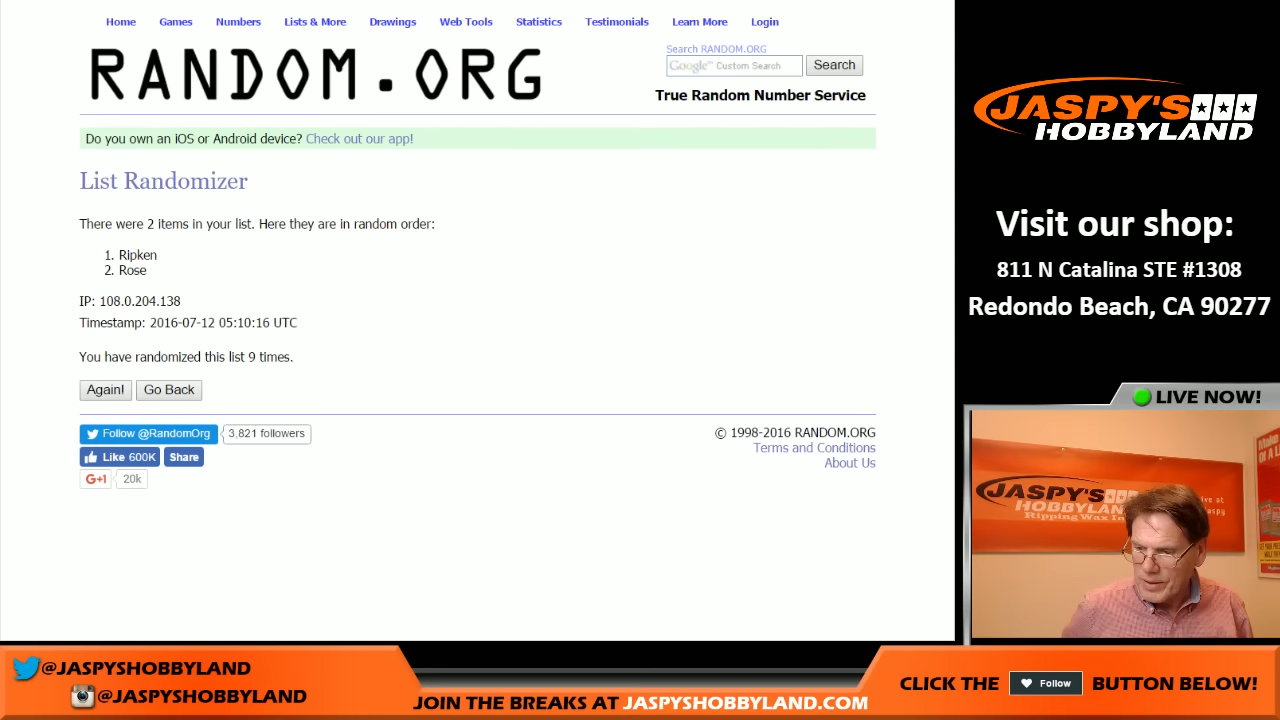 Home Games Numbers Lists & More Drawings Web Tools Statistics Testimonials Learn More Login
RANDOM.ORG
Search RANDOM.ORG
Google™ Custom Search
Search
True Random Number Service
Do you own an iOS or Android device? Check out our app!
List Randomizer
There were 2 items in your list. Here they are in random order:
1. Ripken
2. Rose
IP: 108.0.204.138
Timestamp: 2016-07-12 05:10:16 UTC
You have randomized this list 9 times.
Again! Go Back
Follow @RandomOrg 3,821 followers
Like 600K Share
G+1 20k
© 1998-2016 RANDOM.ORG
Terms and Conditions
About Us
JASPY'S
HOBBYLAND
Visit our shop:
811 N Catalina STE #1308
Redondo Beach, CA 90277
LIVE NOW!
JASPY'S
HOBBYLAND
Ripping Wax
@JASPYSHOBBYLAND
@JASPYSHOBBYLAND
JOIN THE BREAKS AT JASPYSHOBBYLAND.COM
CLICK THE Follow BUTTON BELOW!